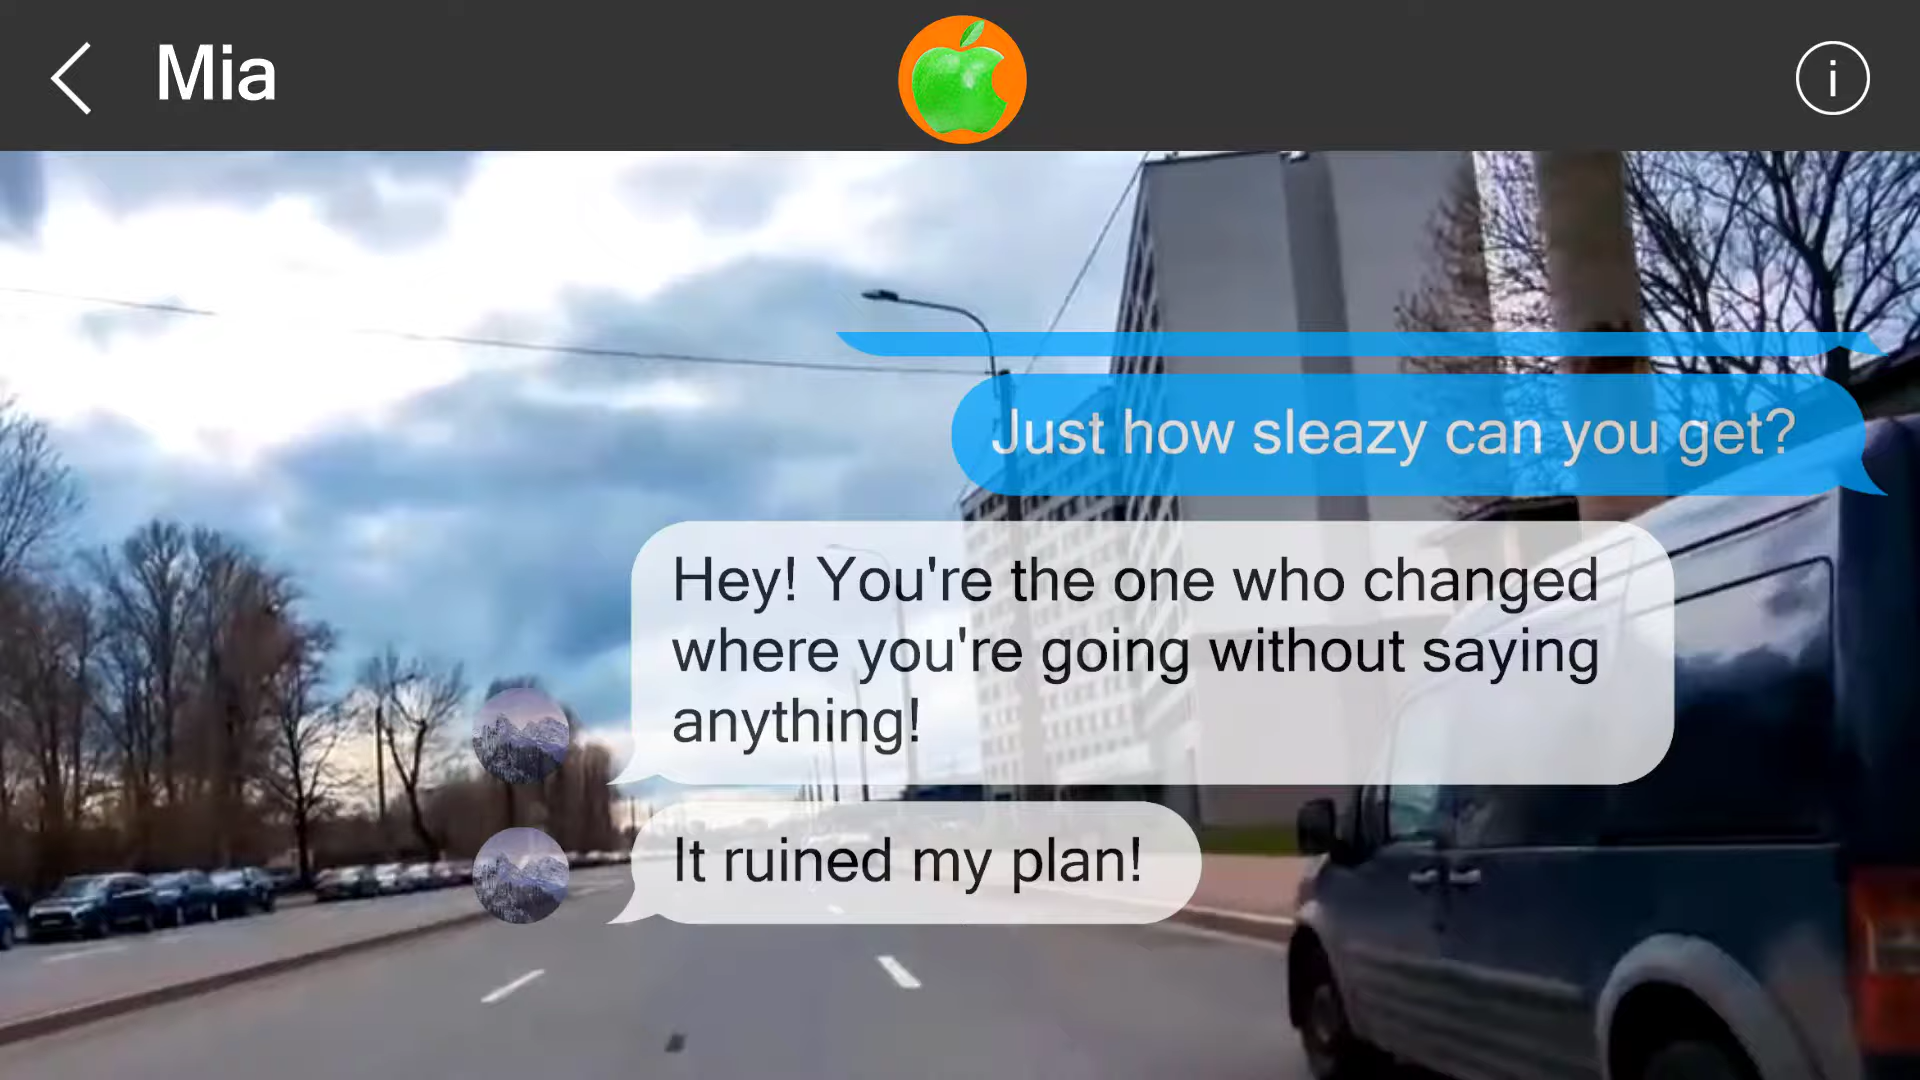 Mia
Just how sleazy can you get?
Hey! You're the one who changed
where you're going without saying
anything!
It ruined my plan!